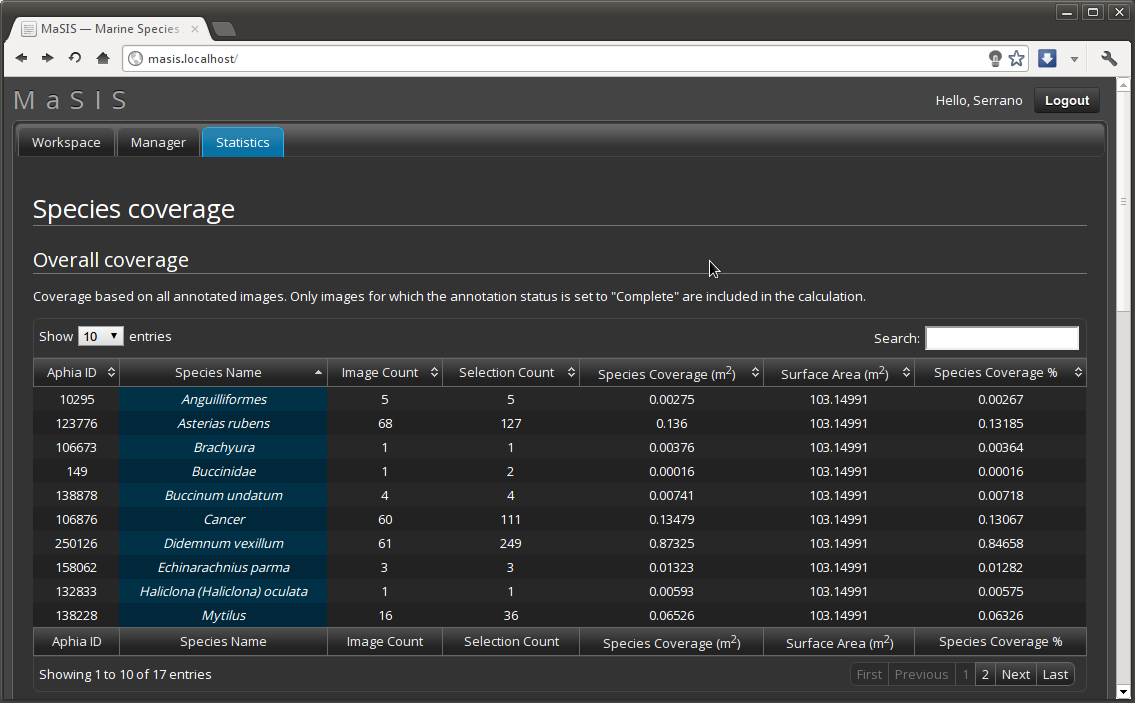 MaSIS — Marine Species
masis.localhost/
MaSIS
Hello, Serrano
Logout
Workspace Manager Statistics
Species coverage
Overall coverage
Coverage based on all annotated images. Only images for which the annotation status is set to "Complete" are included in the calculation.
Show 10 entries Search:
Aphia ID Species Name Image Count Selection Count Species Coverage (m²) Surface Area (m²) Species Coverage %
10295 Anguilliformes 5 5 0.00275 103.14991 0.00267
123776 Asterias rubens 68 127 0.136 103.14991 0.13185
106673 Brachyura 1 1 0.00376 103.14991 0.00364
149 Buccinidae 1 2 0.00016 103.14991 0.00016
138878 Buccinum undatum 4 4 0.00741 103.14991 0.00718
106876 Cancer 60 111 0.13479 103.14991 0.13067
250126 Didemnum vexillum 61 249 0.87325 103.14991 0.84658
158062 Echinarachnius parma 3 3 0.01323 103.14991 0.01282
132833 Haliclona (Haliclona) oculata 1 1 0.00593 103.14991 0.00575
138228 Mytilus 16 36 0.06526 103.14991 0.06326
Aphia ID Species Name Image Count Selection Count Species Coverage (m²) Surface Area (m²) Species Coverage %
Showing 1 to 10 of 17 entries First Previous 1 2 Next Last